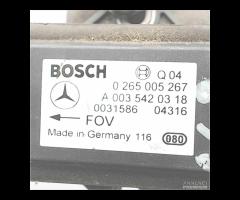 BOSCH Q 04
0 265 005 267
A 003 542 03 18
0031586 04316
FOV
Made in Germany 116 080